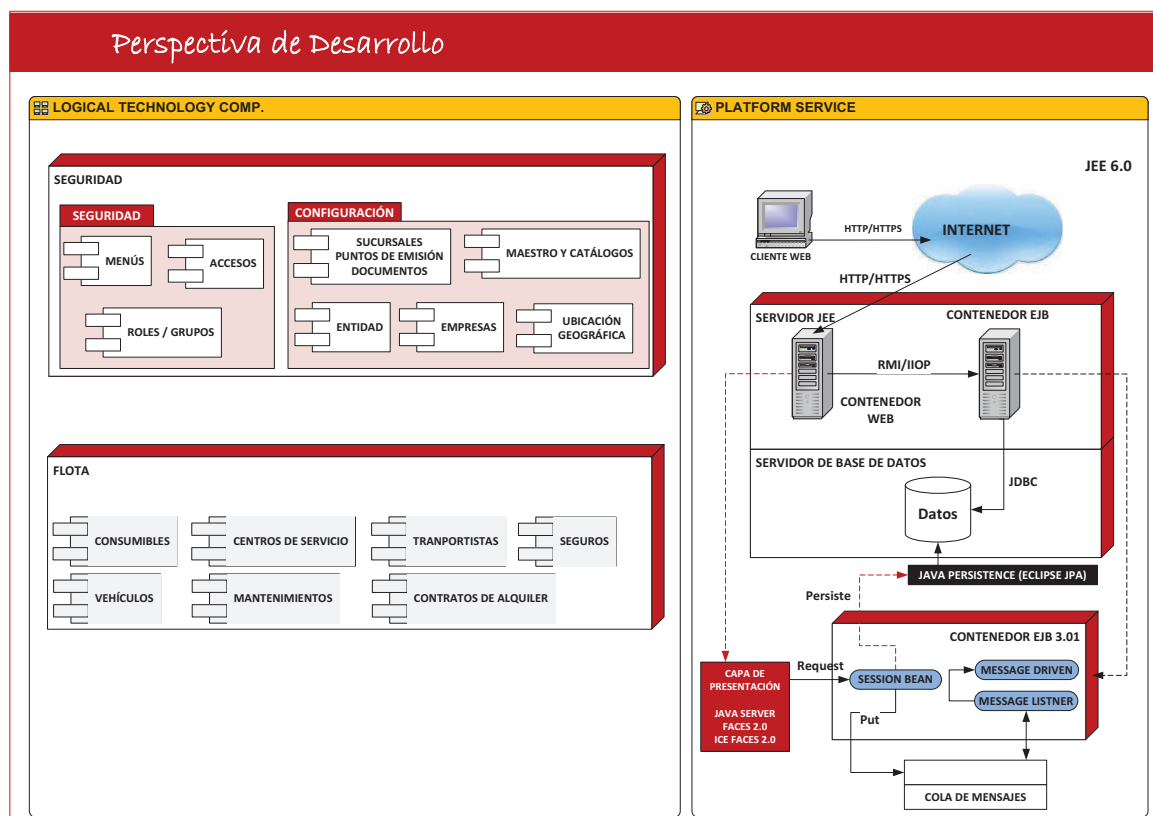 Perspectiva de Desarrollo
LOGICAL TECHNOLOGY COMP.
SEGURIDAD
SEGURIDAD
MENÚS
ACCESOS
ROLES / GRUPOS
CONFIGURACIÓN
SUCURSALES
PUNTOS DE EMISIÓN
DOCUMENTOS
MAESTRO Y CATÁLOGOS
ENTIDAD
EMPRESAS
UBICACIÓN
GEOGRÁFICA
FLOTA
CONSUMIBLES
CENTROS DE SERVICIO
TRANPORTISTAS
SEGUROS
VEHÍCULOS
MANTENIMIENTOS
CONTRATOS DE ALQUILER
PLATFORM SERVICE
JEE 6.0
CLIENTE WEB
HTTP/HTTPS
INTERNET
HTTP/HTTPS
SERVIDOR JEE
CONTENEDOR EJB
RMI/IIOP
CONTENEDOR
WEB
SERVIDOR DE BASE DE DATOS
JDBC
Datos
JAVA PERSISTENCE (ECLIPSE JPA)
Persiste
CONTENEDOR EJB 3.01
CAPA DE
PRESENTACIÓN
JAVA SERVER
FACES 2.0
ICE FACES 2.0
Request
SESSION BEAN
MESSAGE DRIVEN
MESSAGE LISTNER
Put
COLA DE MENSAJES